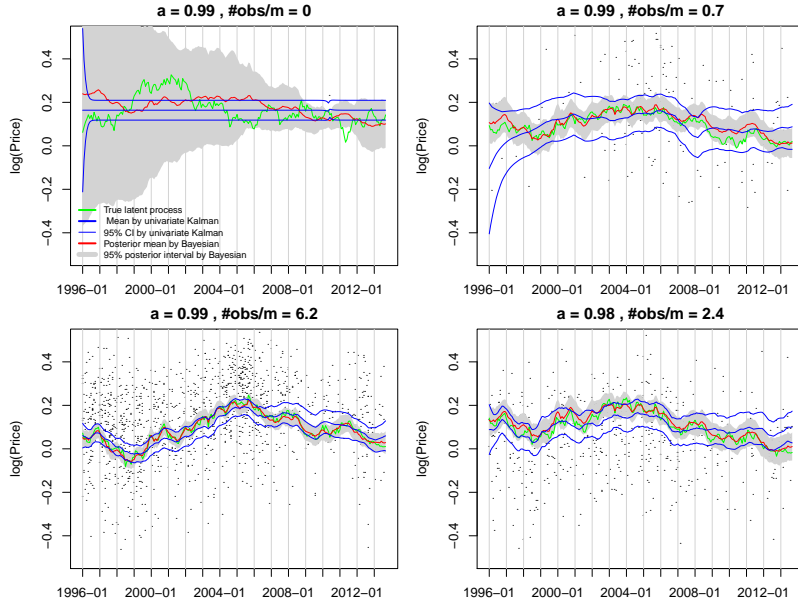 a = 0.99 , #obs/m = 0
log(Price)
0.4
0.2
0.0
−0.2
−0.4
True latent process
Mean by univariate Kalman
95% CI by univariate Kalman
Posterior mean by Bayesian
95% posterior interval by Bayesian
1996−01 2000−01 2004−01 2008−01 2012−01
a = 0.99 , #obs/m = 0.7
log(Price)
0.4
0.2
0.0
−0.2
−0.4
1996−01 2000−01 2004−01 2008−01 2012−01
a = 0.99 , #obs/m = 6.2
log(Price)
0.4
0.2
0.0
−0.2
−0.4
1996−01 2000−01 2004−01 2008−01 2012−01
a = 0.98 , #obs/m = 2.4
log(Price)
0.4
0.2
0.0
−0.2
−0.4
1996−01 2000−01 2004−01 2008−01 2012−01